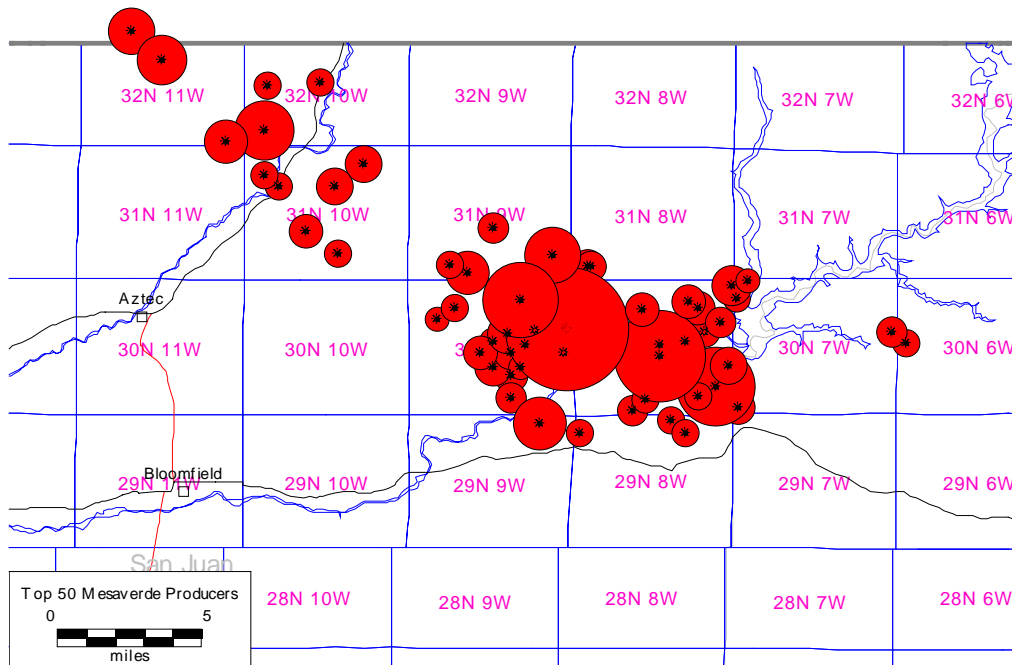 32N 11W
32N 10W
32N 9W
32N 8W
32N 7W
32N 6W
31N 11W
31N 10W
31N 9W
31N 8W
31N 7W
31N 6W
Aztec
30N 11W
30N 10W
30N 8W
30N 7W
30N 6W
Bloomfield
29N 11W
29N 10W
29N 9W
29N 8W
29N 7W
29N 6W
San Juan
28N 10W
28N 9W
28N 8W
28N 7W
28N 6W
Top 50 Mesaverde Producers
0 5
miles